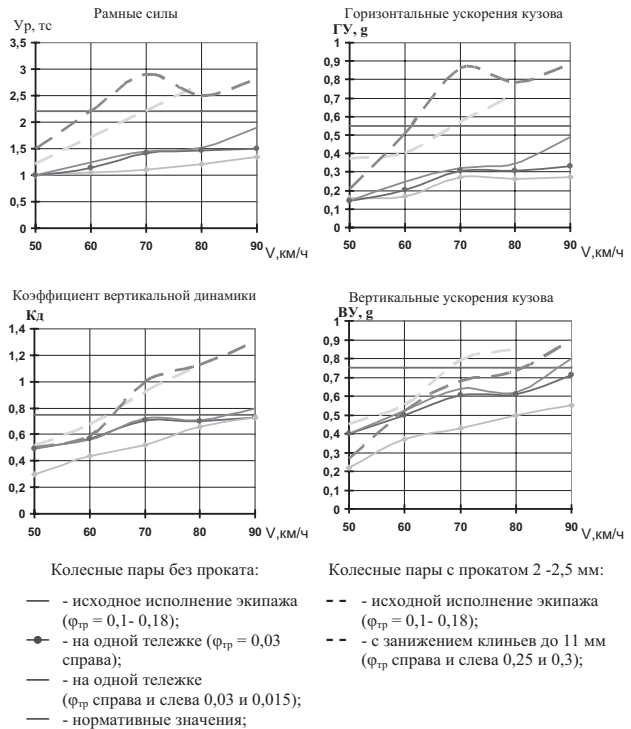 Рамные силы
Yр, тс
3,5
3
2,5
2
1,5
1
0,5
0
50 60 70 80 90
V,км/ч
Горизонтальные ускорения кузова
ГУ, g
1
0,9
0,8
0,7
0,6
0,5
0,4
0,3
0,2
0,1
0
50 60 70 80 90
V,км/ч
Коэффициент вертикальной динамики
Кд
1,4
1,2
1
0,8
0,6
0,4
0,2
0
50 60 70 80 90
V,км/ч
Вертикальные ускорения кузова
ВУ, g
1
0,9
0,8
0,7
0,6
0,5
0,4
0,3
0,2
0,1
0
50 60 70 80 90
V,км/ч
Колесные пары без проката:
- исходное исполнение экипажа
(φтр = 0,1- 0,18);
- на одной тележке (φтр = 0,03
справа);
- на одной тележке
(φтр справа и слева 0,03 и 0,015);
- нормативные значения;
Колесные пары с прокатом 2 -2,5 мм:
- исходной исполнение экипажа
(φтр = 0,1- 0,18);
- с занижением клиньев до 11 мм
(φтр справа и слева 0,25 и 0,3);